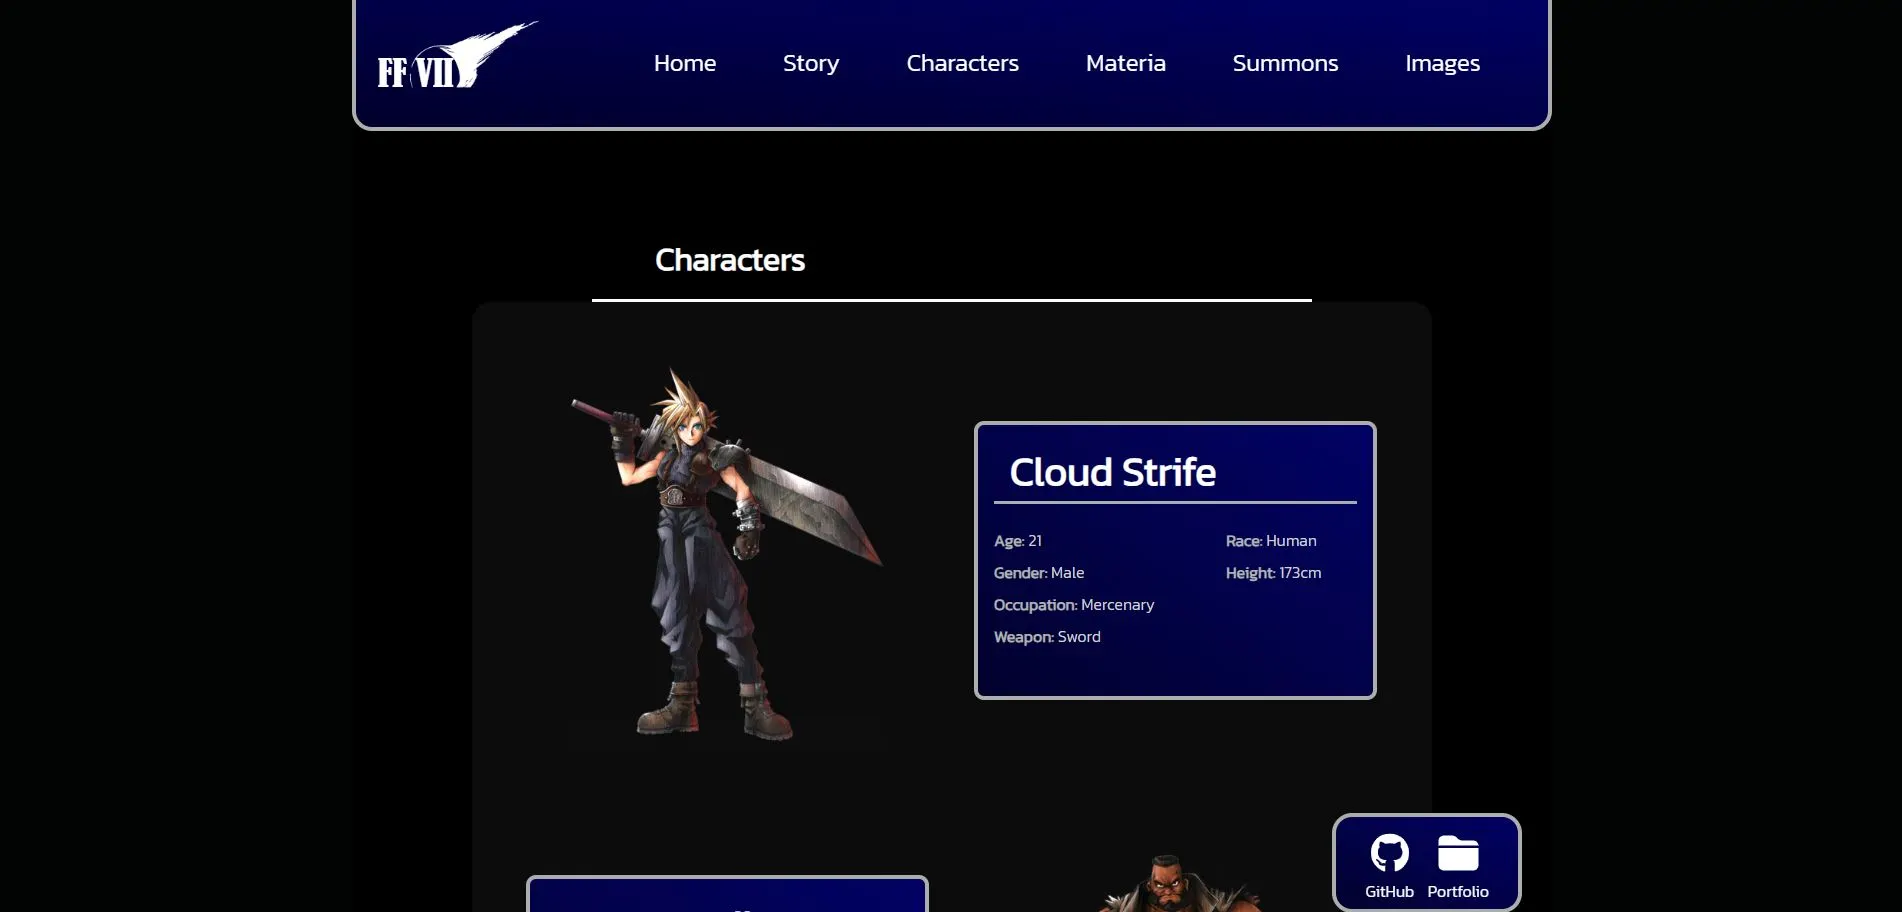 FF VII
Home Story Characters Materia Summons Images
Characters
Cloud Strife
Age: 21
Race: Human
Gender: Male
Height: 173cm
Occupation: Mercenary
Weapon: Sword
GitHub Portfolio